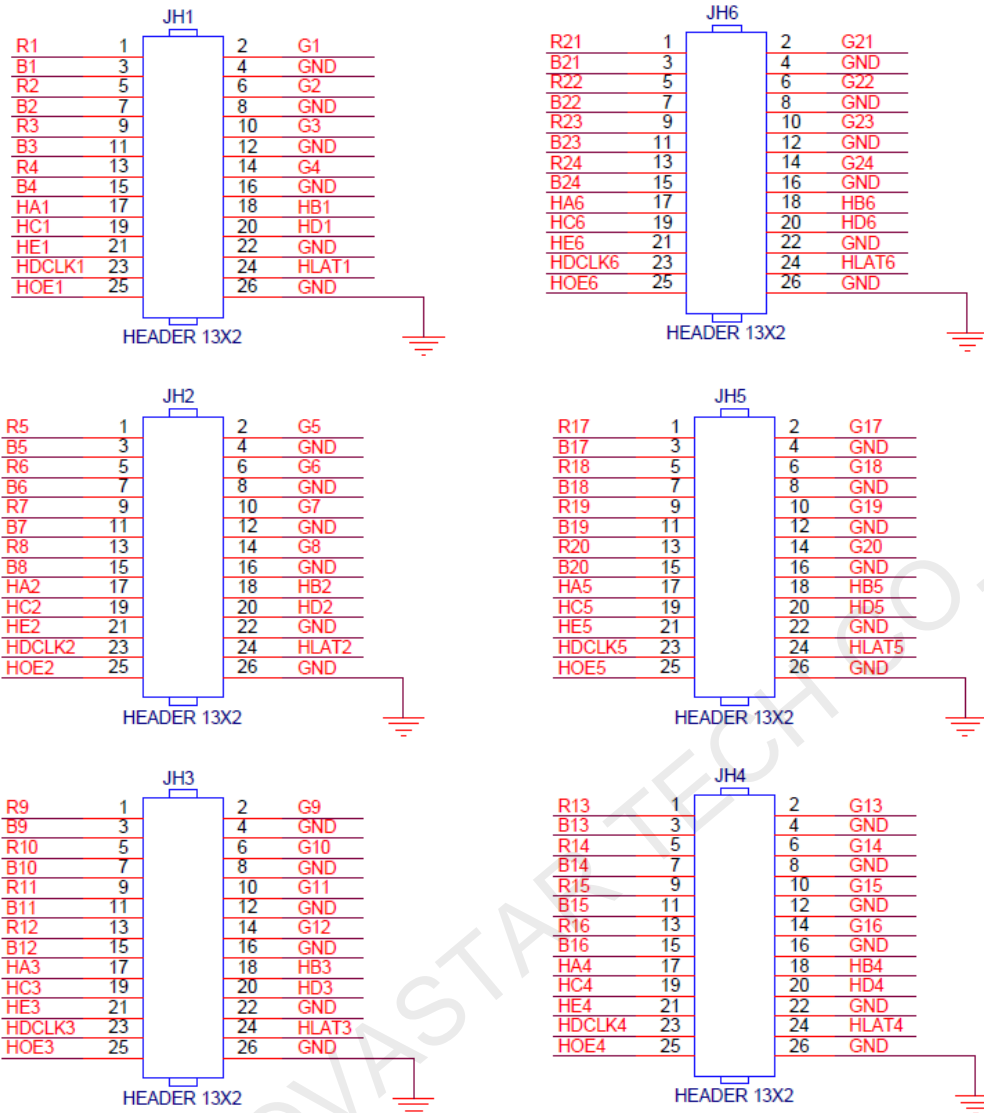 JH1
R1 1 2 G1
B1 3 4 GND
R2 5 6 G2
B2 7 8 GND
R3 9 10 G3
B3 11 12 GND
R4 13 14 G4
B4 15 16 GND
HA1 17 18 HB1
HC1 19 20 HD1
HE1 21 22 GND
HDCLK1 23 24 HLAT1
HOE1 25 26 GND
HEADER 13X2
JH6
R21 1 2 G21
B21 3 4 GND
R22 5 6 G22
B22 7 8 GND
R23 9 10 G23
B23 11 12 GND
R24 13 14 G24
B24 15 16 GND
HA6 17 18 HB6
HC6 19 20 HD6
HE6 21 22 GND
HDCLK6 23 24 HLAT6
HOE6 25 26 GND
HEADER 13X2
JH2
R5 1 2 G5
B5 3 4 GND
R6 5 6 G6
B6 7 8 GND
R7 9 10 G7
B7 11 12 GND
R8 13 14 G8
B8 15 16 GND
HA2 17 18 HB2
HC2 19 20 HD2
HE2 21 22 GND
HDCLK2 23 24 HLAT2
HOE2 25 26 GND
HEADER 13X2
JH5
R17 1 2 G17
B17 3 4 GND
R18 5 6 G18
B18 7 8 GND
R19 9 10 G19
B19 11 12 GND
R20 13 14 G20
B20 15 16 GND
HA5 17 18 HB5
HC5 19 20 HD5
HE5 21 22 GND
HDCLK5 23 24 HLAT5
HOE5 25 26 GND
HEADER 13X2
JH3
R9 1 2 G9
B9 3 4 GND
R10 5 6 G10
B10 7 8 GND
R11 9 10 G11
B11 11 12 GND
R12 13 14 G12
B12 15 16 GND
HA3 17 18 HB3
HC3 19 20 HD3
HE3 21 22 GND
HDCLK3 23 24 HLAT3
HOE3 25 26 GND
HEADER 13X2
JH4
R13 1 2 G13
B13 3 4 GND
R14 5 6 G14
B14 7 8 GND
R15 9 10 G15
B15 11 12 GND
R16 13 14 G16
B16 15 16 GND
HA4 17 18 HB4
HC4 19 20 HD4
HE4 21 22 GND
HDCLK4 23 24 HLAT4
HOE4 25 26 GND
HEADER 13X2
OVASTAR TECH CO.,